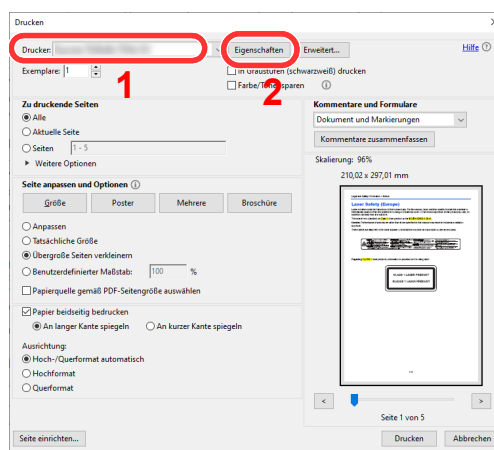 Drucken
Drucker: Eigenschaften Erweitert... Hilfe
Exemplare: 1 In Graustufen (schwarzweiß) drucken
1 2
Farbe/Toner sparen
Zu druckende Seiten
Alle
Aktuelle Seite
Seiten 1 - 5
Weitere Optionen
Seite anpassen und Optionen
Größe Poster Mehrere Broschüre
Anpassen
Tatsächliche Größe
Übergroße Seiten verkleinern
Benutzerdefinierter Maßstab: 100 %
Papierquelle gemäß PDF-Seitengröße auswählen
Papier beidseitig bedrucken
An langer Kante spiegeln An kurzer Kante spiegeln
Ausrichtung:
Hoch-/Querformat automatisch
Hochformat
Querformat
Kommentare und Formulare
Dokument und Markierungen
Kommentare zusammenfassen
Skalierung: 96%
210,02 x 297,01 mm
Laser Safety (Europe)
CLASS 1 LASER PRODUCT
< >
Seite 1 von 5
Seite einrichten... Drucken Abbrechen